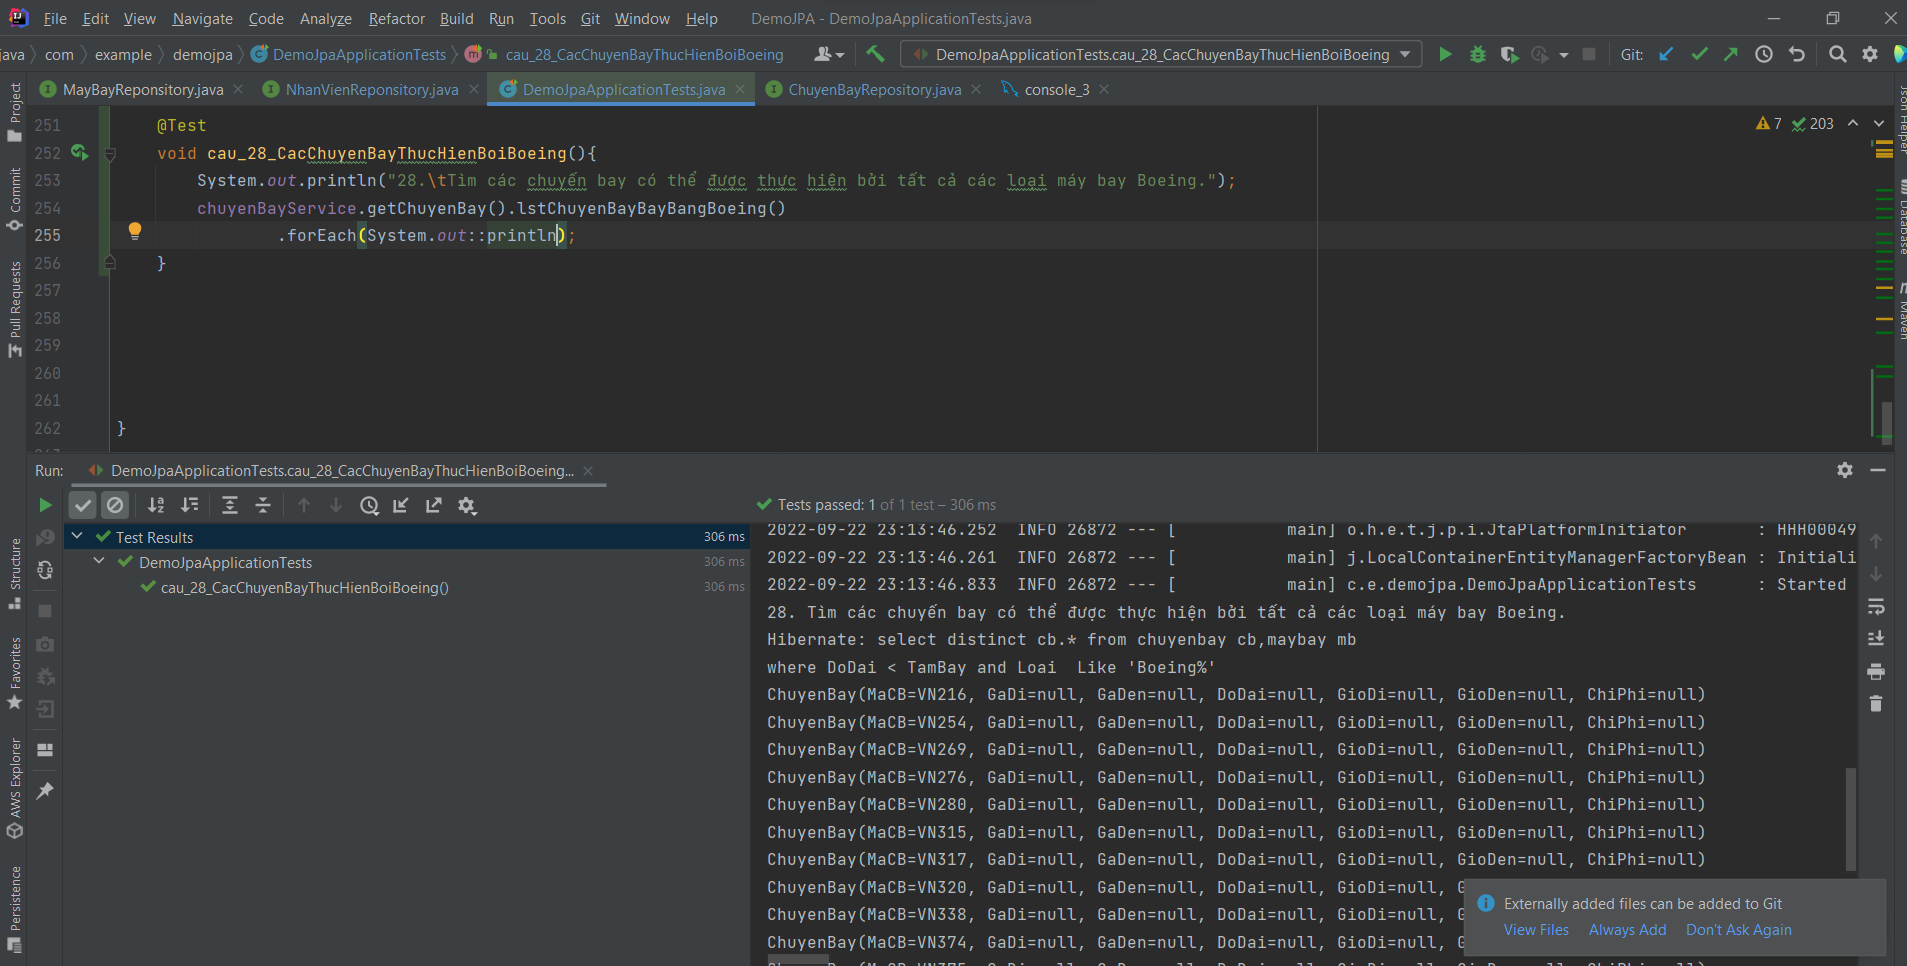 File Edit View Navigate Code Analyze Refactor Build Run Tools Git Window Help DemoJPA - DemoJpaApplicationTests.java
java com example demojpa DemoJpaApplicationTests cau_28_CacChuyenBayThucHienBoiBoeing DemoJpaApplicationTests.cau_28_CacChuyenBayThucHienBoiBoeing Git:
MayBayReponsitory.java NhanVienReponsitory.java DemoJpaApplicationTests.java ChuyenBayRepository.java console_3
Project
Commit
Pull Requests
Structure
Favorites
AWS Explorer
Persistence
Json Helper
Database
Maven
7 203
251 @Test
252 void cau_28_CacChuyenBayThucHienBoiBoeing(){
253 System.out.println("28.\tTìm các chuyến bay có thể được thực hiện bởi tất cả các loại máy bay Boeing.");
254 chuyenBayService.getChuyenBay().lstChuyenBayBayBangBoeing()
255 .forEach(System.out::println);
256 }
257
258
259
260
261
262 }
Run: DemoJpaApplicationTests.cau_28_CacChuyenBayThucHienBoiBoeing...
Tests passed: 1 of 1 test – 306 ms
Test Results 306 ms
DemoJpaApplicationTests 306 ms
cau_28_CacChuyenBayThucHienBoiBoeing() 306 ms
2022-09-22 23:13:46.252 INFO 26872 --- [ main] o.h.e.t.j.p.i.JtaPlatformInitiator : HHH00049
2022-09-22 23:13:46.261 INFO 26872 --- [ main] j.LocalContainerEntityManagerFactoryBean : Initiali
2022-09-22 23:13:46.833 INFO 26872 --- [ main] c.e.demojpa.DemoJpaApplicationTests : Started
28. Tìm các chuyến bay có thể được thực hiện bởi tất cả các loại máy bay Boeing.
Hibernate: select distinct cb.* from chuyenbay cb,maybay mb
where DoDai < TamBay and Loai Like 'Boeing%'
ChuyenBay(MaCB=VN216, GaDi=null, GaDen=null, DoDai=null, GioDi=null, GioDen=null, ChiPhi=null)
ChuyenBay(MaCB=VN254, GaDi=null, GaDen=null, DoDai=null, GioDi=null, GioDen=null, ChiPhi=null)
ChuyenBay(MaCB=VN269, GaDi=null, GaDen=null, DoDai=null, GioDi=null, GioDen=null, ChiPhi=null)
ChuyenBay(MaCB=VN276, GaDi=null, GaDen=null, DoDai=null, GioDi=null, GioDen=null, ChiPhi=null)
ChuyenBay(MaCB=VN280, GaDi=null, GaDen=null, DoDai=null, GioDi=null, GioDen=null, ChiPhi=null)
ChuyenBay(MaCB=VN315, GaDi=null, GaDen=null, DoDai=null, GioDi=null, GioDen=null, ChiPhi=null)
ChuyenBay(MaCB=VN317, GaDi=null, GaDen=null, DoDai=null, GioDi=null, GioDen=null, ChiPhi=null)
ChuyenBay(MaCB=VN320, GaDi=null, GaDen=null, DoDai=null, GioDi=null, G
ChuyenBay(MaCB=VN338, GaDi=null, GaDen=null, DoDai=null, GioDi=null, G
ChuyenBay(MaCB=VN374, GaDi=null, GaDen=null, DoDai=null, GioDi=null, G
Externally added files can be added to Git
View Files Always Add Don't Ask Again